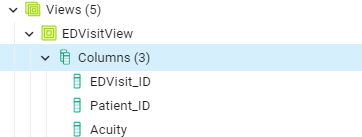 Views (5)
EDVisitView
Columns (3)
EDVisit_ID
Patient_ID
Acuity